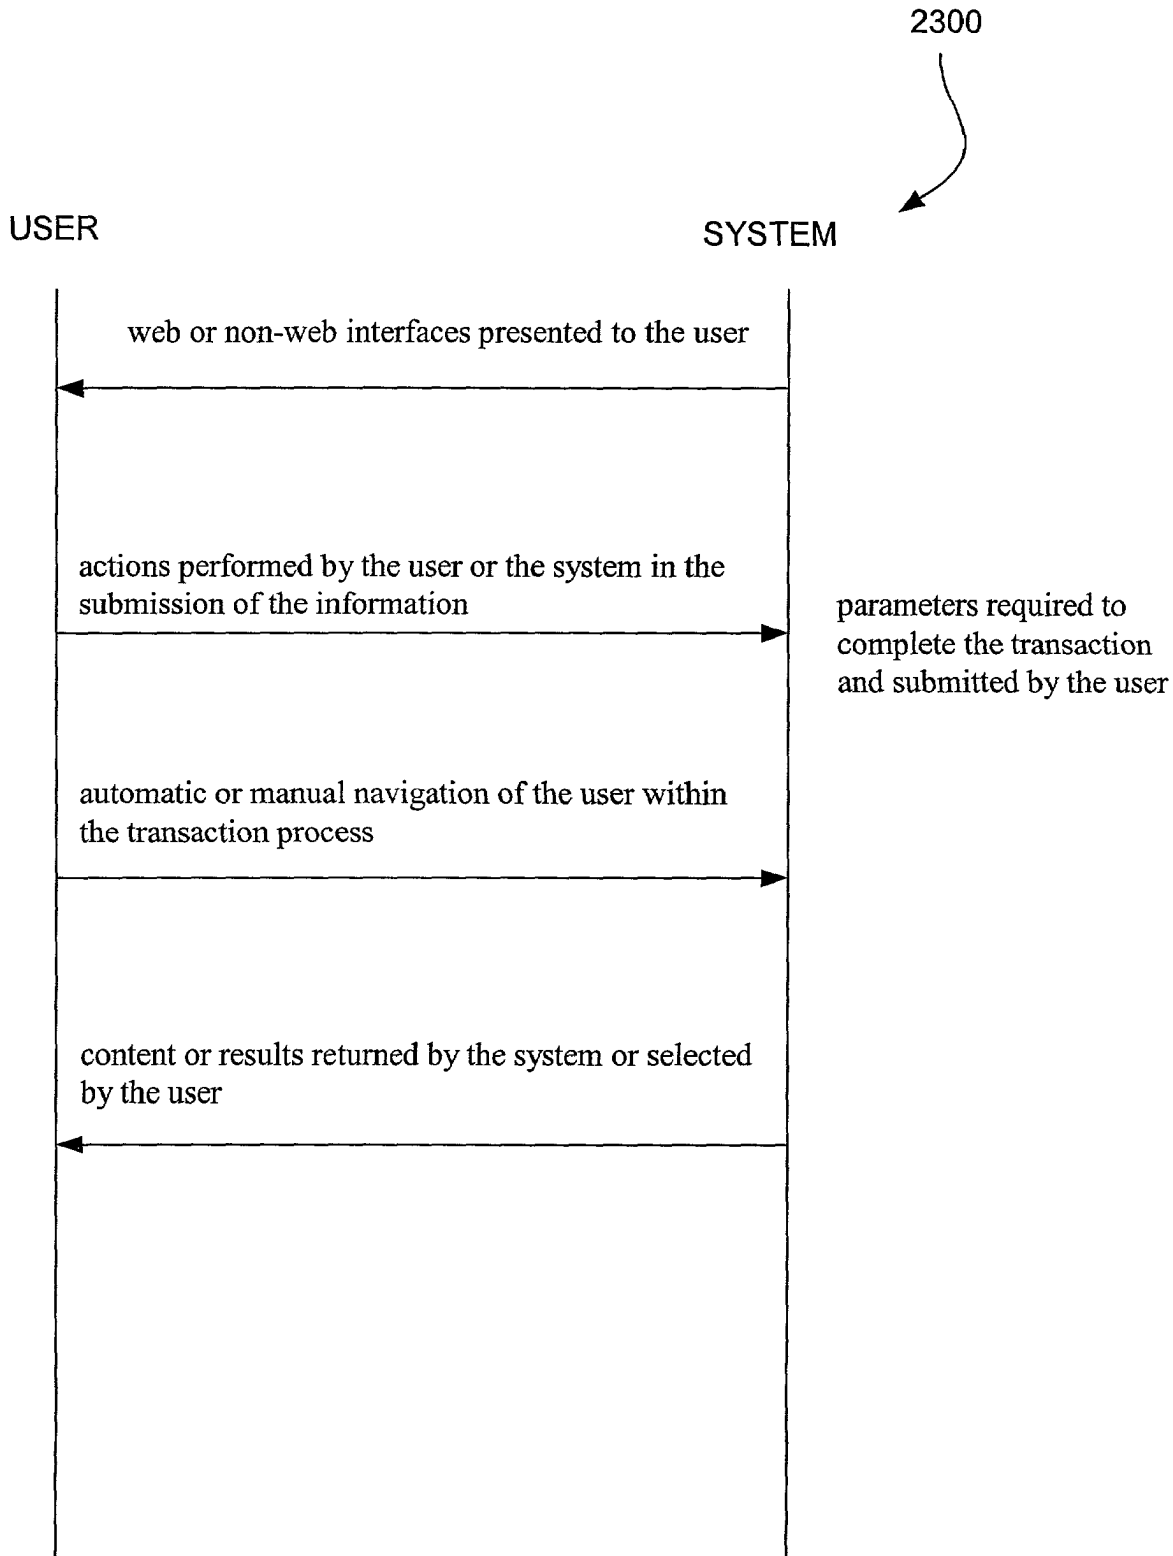 2300
USER
SYSTEM
web or non-web interfaces presented to the user
actions performed by the user or the system in the
submission of the information
parameters required to
complete the transaction
and submitted by the user
automatic or manual navigation of the user within
the transaction process
content or results returned by the system or selected
by the user